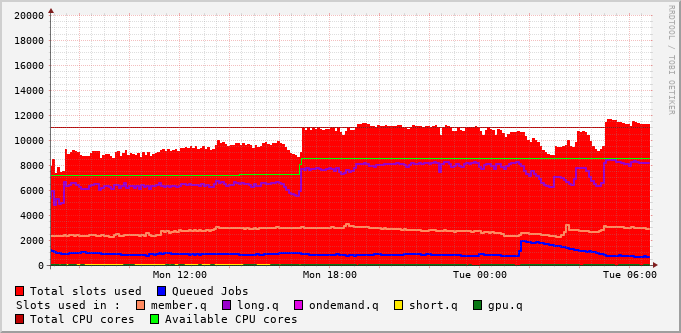 20000
18000
16000
14000
12000
10000
8000
6000
4000
2000
0
Mon 12:00 Mon 18:00 Tue 00:00 Tue 06:00
RRDTOOL / TOBI OETIKER
Total slots used Queued Jobs
Slots used in : member.q long.q ondemand.q short.q gpu.q
Total CPU cores Available CPU cores